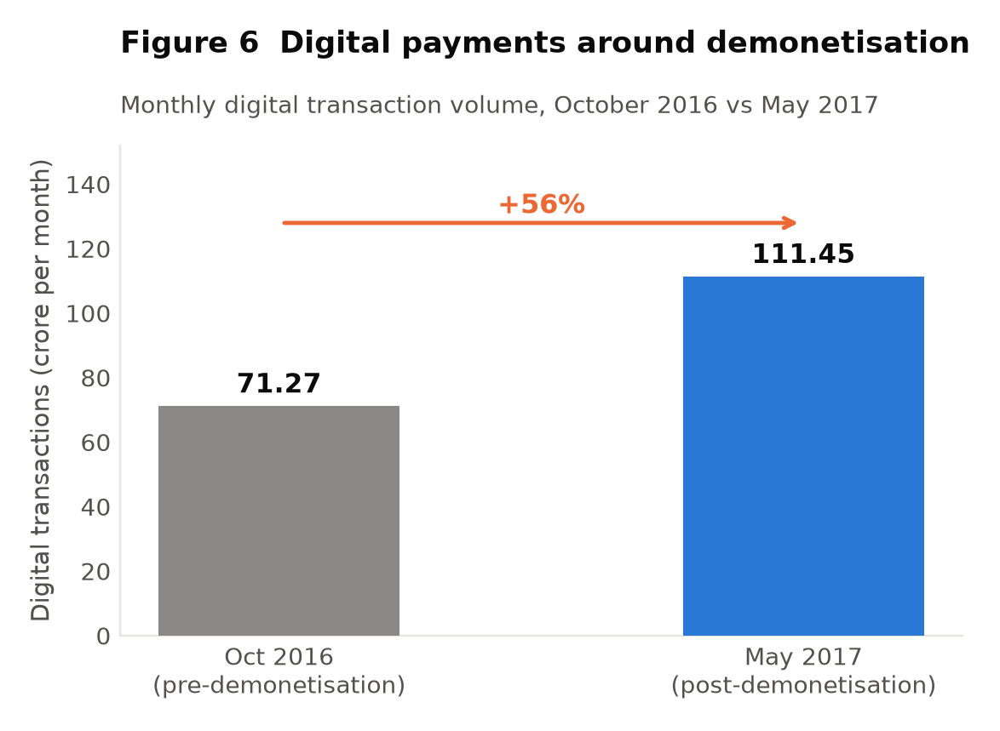 Figure 6  Digital payments around demonetisation
Monthly digital transaction volume, October 2016 vs May 2017
Digital transactions (crore per month)
140
120
100
80
60
40
20
0
+56%
111.45
71.27
Oct 2016
(pre-demonetisation)
May 2017
(post-demonetisation)